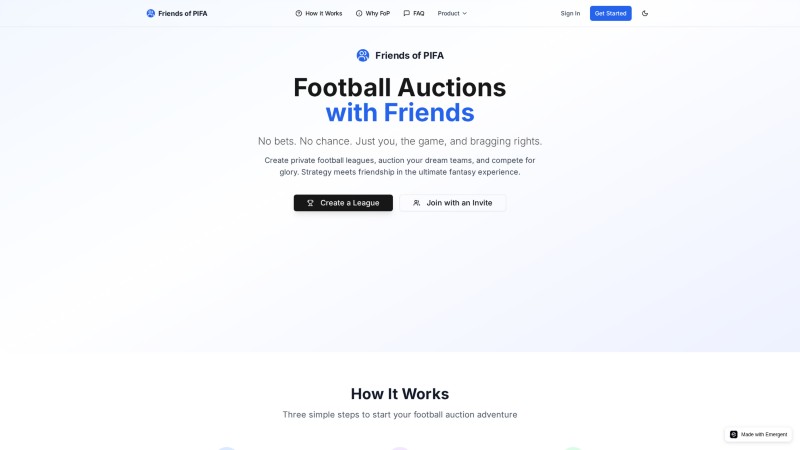 Friends of PIFA
How It Works
Why FoP
FAQ
Product
Sign In
Get Started
Friends of PIFA
Football Auctions
with Friends
No bets. No chance. Just you, the game, and bragging rights.
Create private football leagues, auction your dream teams, and compete for
glory. Strategy meets friendship in the ultimate fantasy experience.
Create a League
Join with an Invite
How It Works
Three simple steps to start your football auction adventure
Made with Emergent